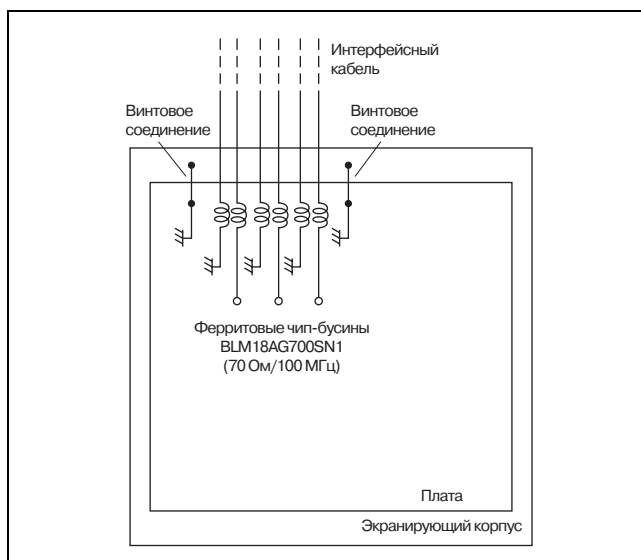 Интерфейсный
кабель
Винтовое
соединение
Винтовое
соединение
Ферритовые чип-бусины
BLM18AG700SN1
(70 Ом/100 МГц)
Плата
Экранирующий корпус